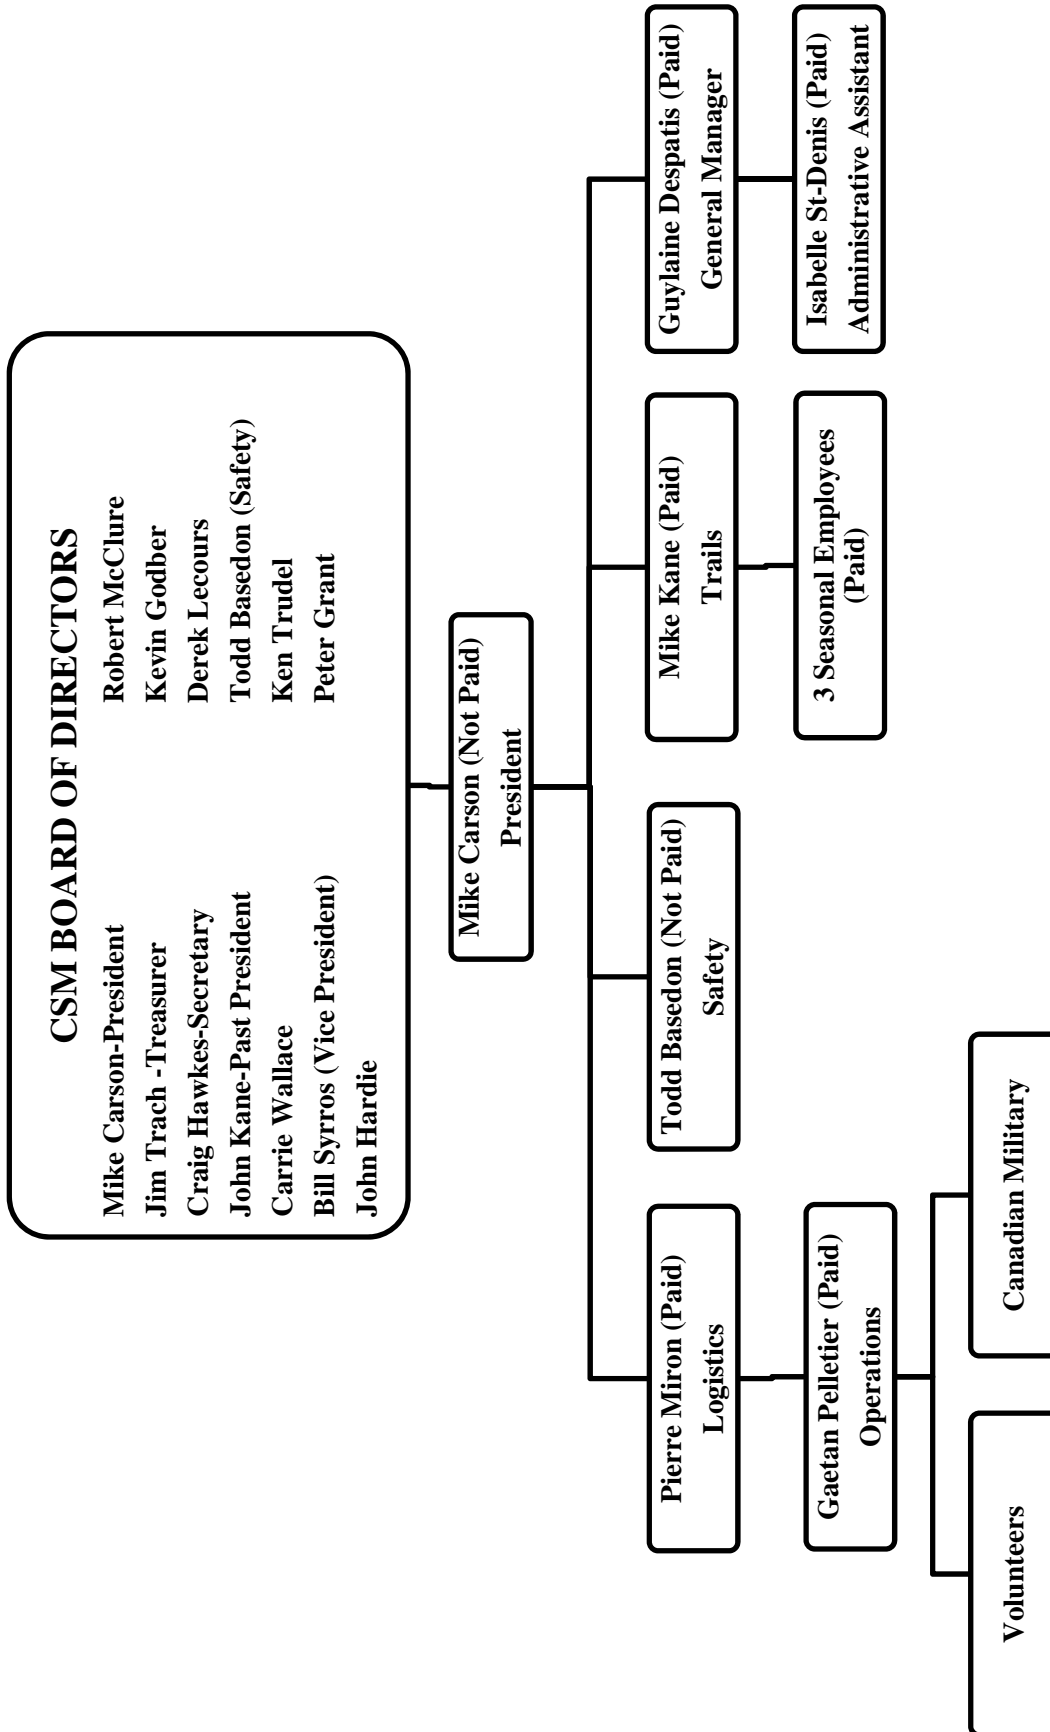 CSM BOARD OF DIRECTORS
Mike Carson-President
Jim Trach -Treasurer
Craig Hawkes-Secretary
John Kane-Past President
Carrie Wallace
Bill Syrros (Vice President)
John Hardie
Robert McClure
Kevin Godber
Derek Lecours
Todd Basedon (Safety)
Ken Trudel
Peter Grant
Mike Carson (Not Paid)
President
Pierre Miron (Paid)
Logistics
Todd Basedon (Not Paid)
Safety
Mike Kane (Paid)
Trails
Guylaine Despatis (Paid)
General Manager
Gaetan Pelletier (Paid)
Operations
3 Seasonal Employees
(Paid)
Isabelle St-Denis (Paid)
Administrative Assistant
Volunteers
Canadian Military